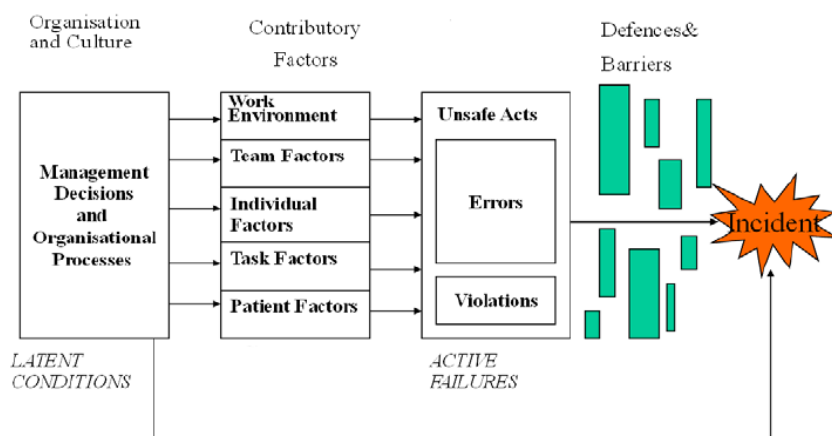 Organisation
and Culture
Contributory
Factors
Defences&
Barriers
Management
Decisions
and
Organisational
Processes
Work
Environment
Team Factors
Individual
Factors
Task Factors
Patient Factors
Unsafe Acts
Errors
Violations
Incident
LATENT
CONDITIONS
ACTIVE
FAILURES